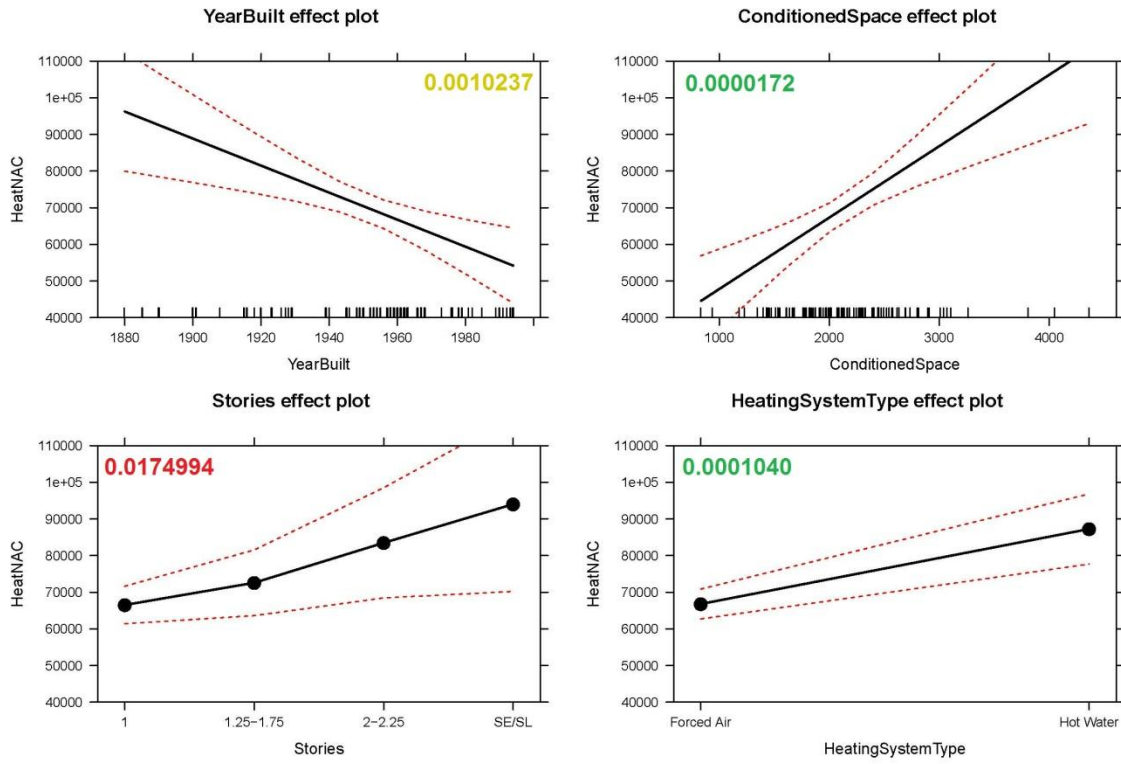 YearBuilt effect plot
110000
1e+05
90000
80000
70000
60000
50000
40000
HeatNAC
0.0010237
1880
1900
1920
1940
1960
1980
YearBuilt
ConditionedSpace effect plot
110000
1e+05
90000
80000
70000
60000
50000
40000
HeatNAC
0.0000172
1000
2000
3000
4000
ConditionedSpace
Stories effect plot
110000
1e+05
90000
80000
70000
60000
50000
40000
HeatNAC
0.0174994
1
1.25−1.75
2−2.25
SE/SL
Stories
HeatingSystemType effect plot
110000
1e+05
90000
80000
70000
60000
50000
40000
HeatNAC
0.0001040
Forced Air
Hot Water
HeatingSystemType